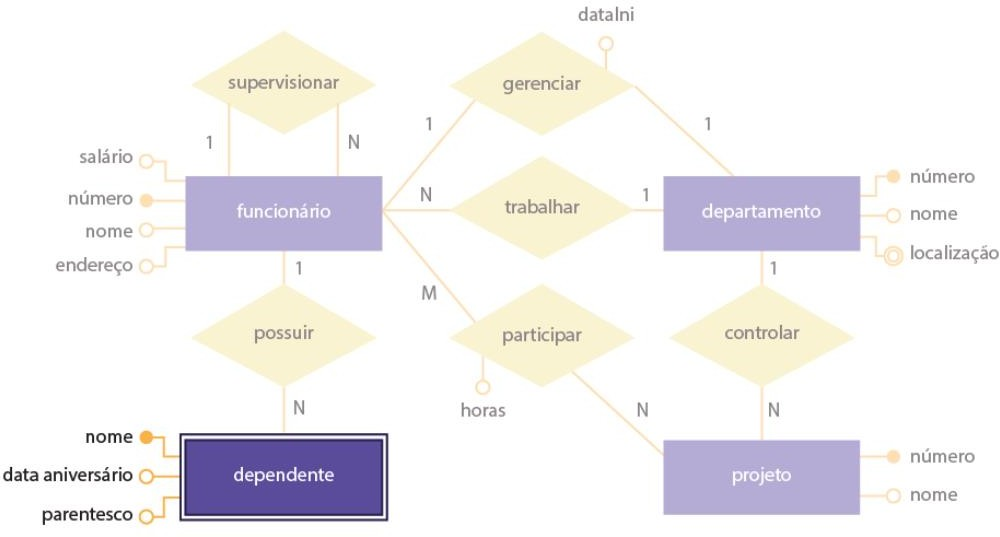 dataIni
supervisionar
gerenciar
1
N
1
1
salário
número
nome
endereço
funcionário
N
trabalhar
1
departamento
número
nome
localização
1
M
1
possuir
participar
controlar
N
horas
N
N
nome
data aniversário
parentesco
dependente
projeto
número
nome